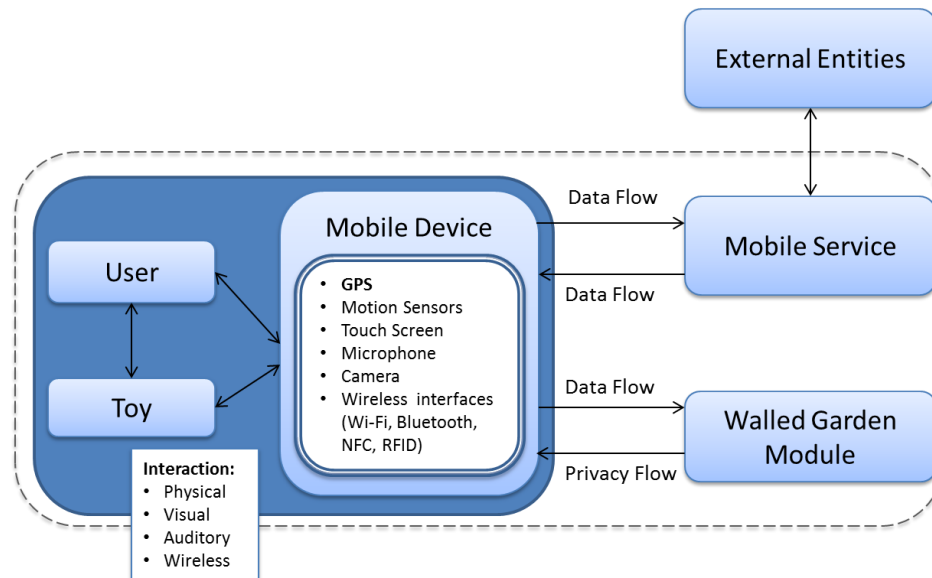 External Entities
Data Flow
Mobile Device
Mobile Service
User
• GPS
• Motion Sensors
• Touch Screen
• Microphone
• Camera
• Wireless interfaces
(Wi-Fi, Bluetooth,
NFC, RFID)
Data Flow
Toy
Data Flow
Walled Garden
Module
Privacy Flow
Interaction:
• Physical
• Visual
• Auditory
• Wireless